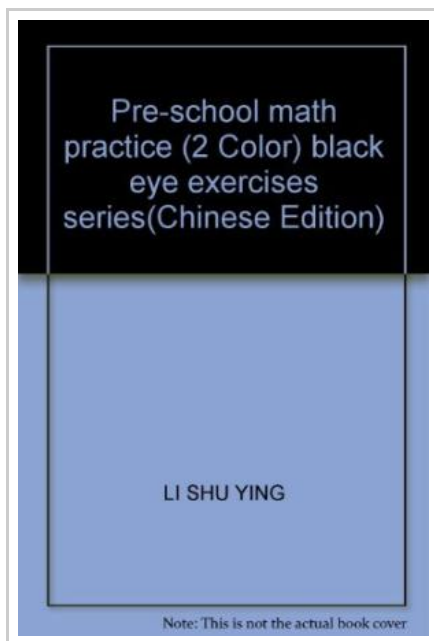 Pre-school math
practice (2 Color) black
eye exercises
series(Chinese Edition)
LI SHU YING
Note: This is not the actual book cover